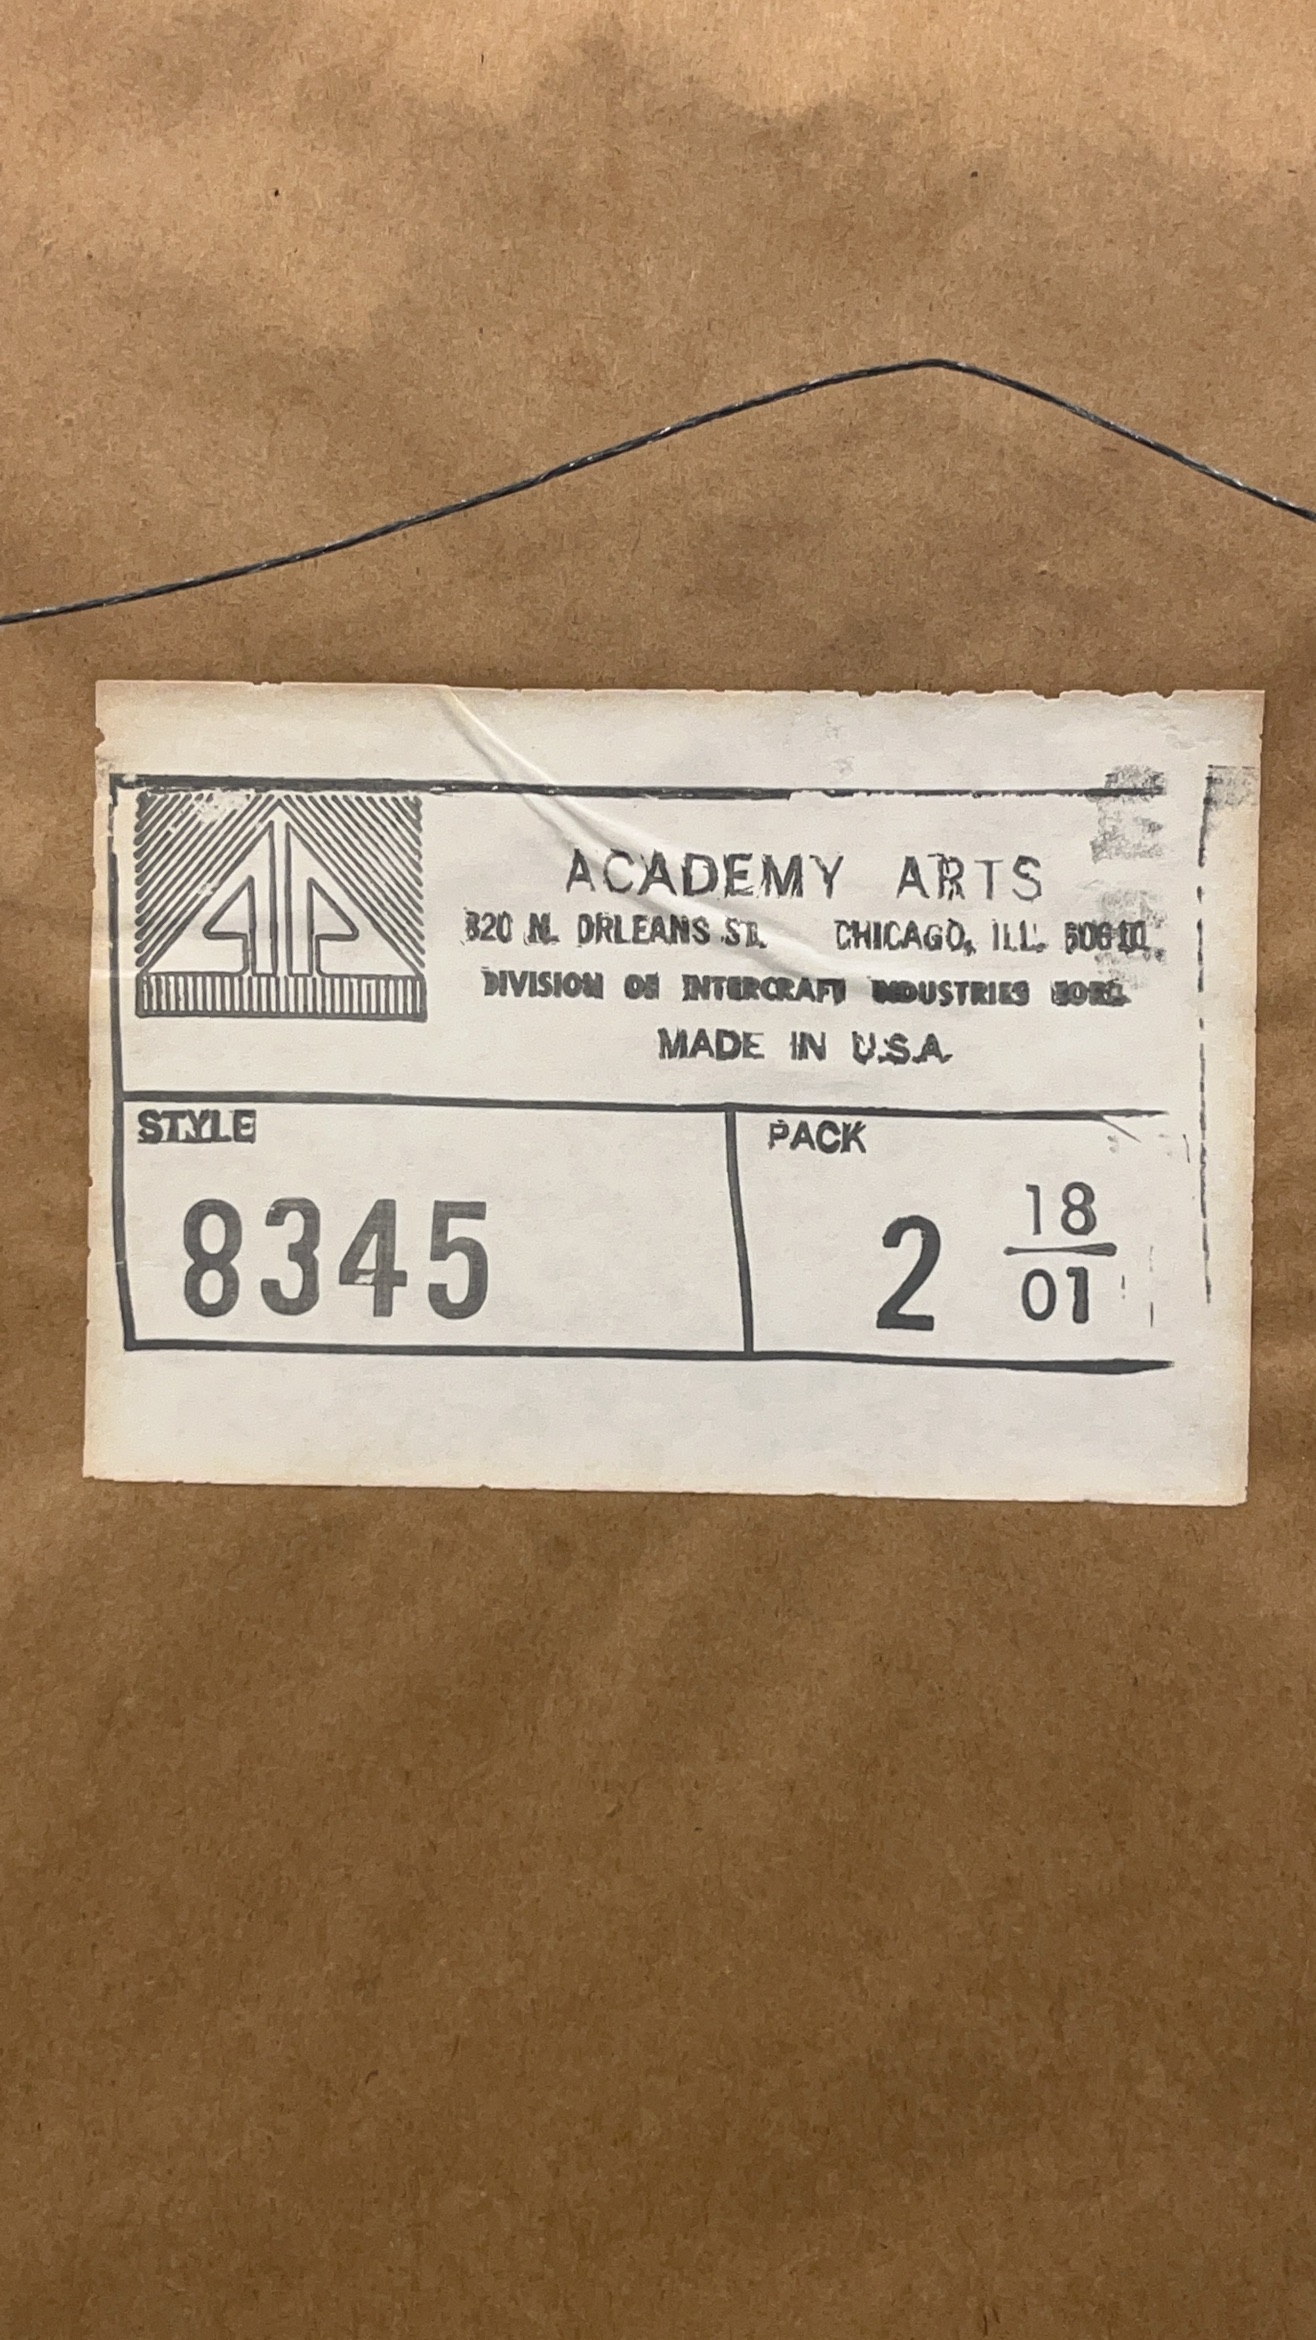 ACADEMY ARTS
820 N. ORLEANS ST. CHICAGO, ILL. 60610
DIVISION OF INTERCRAFT INDUSTRIES CORP.
MADE IN U.S.A.
STYLE
8345
PACK
2 18/01